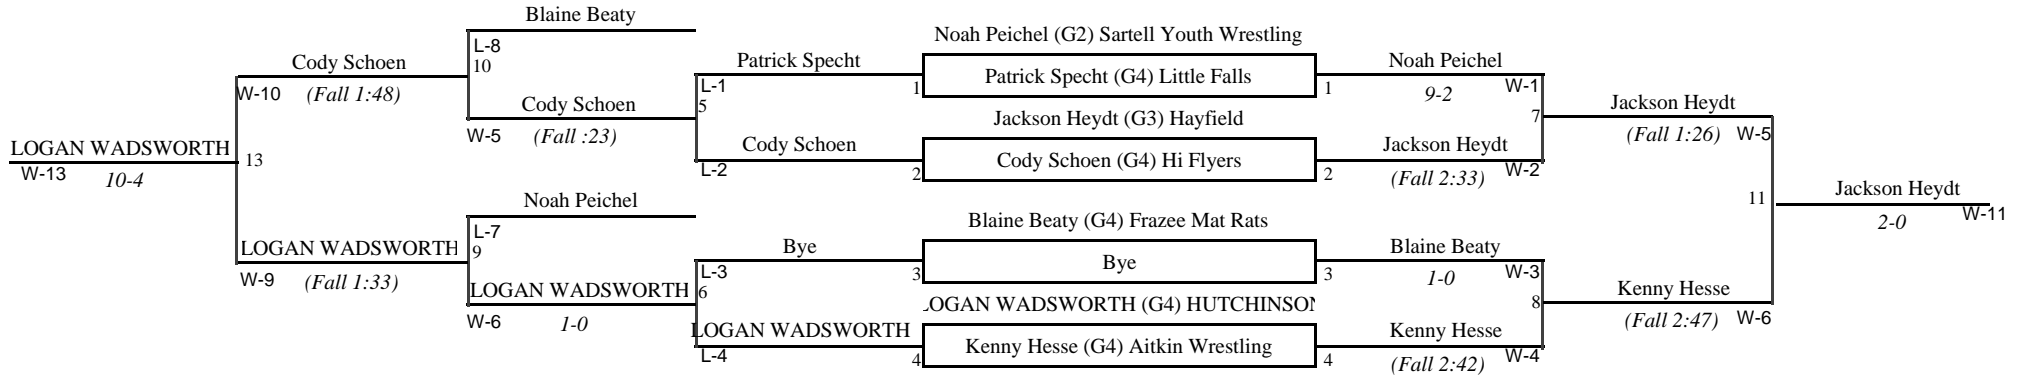 Blaine Beaty
L-8
10
Cody Schoen
W-10 (Fall 1:48)
Cody Schoen
W-5 (Fall :23)
LOGAN WADSWORTH
W-13 10-4
13
Noah Peichel
L-7
9
LOGAN WADSWORTH
W-9 (Fall 1:33)
LOGAN WADSWORTH
W-6 1-0
Patrick Specht
L-1
5
1
Cody Schoen
L-2
2
Bye
L-3
6
3
LOGAN WADSWORTH
L-4
4
Noah Peichel (G2) Sartell Youth Wrestling
Patrick Specht (G4) Little Falls
Jackson Heydt (G3) Hayfield
Cody Schoen (G4) Hi Flyers
Blaine Beaty (G4) Frazee Mat Rats
Bye
LOGAN WADSWORTH (G4) HUTCHINSON
Kenny Hesse (G4) Aitkin Wrestling
Noah Peichel
1 9-2 W-1
7
Jackson Heydt
2 (Fall 2:33) W-2
Blaine Beaty
3 1-0 W-3
8
Kenny Hesse
4 (Fall 2:42) W-4
Jackson Heydt
(Fall 1:26) W-5
11
Kenny Hesse
(Fall 2:47) W-6
Jackson Heydt
2-0 W-11